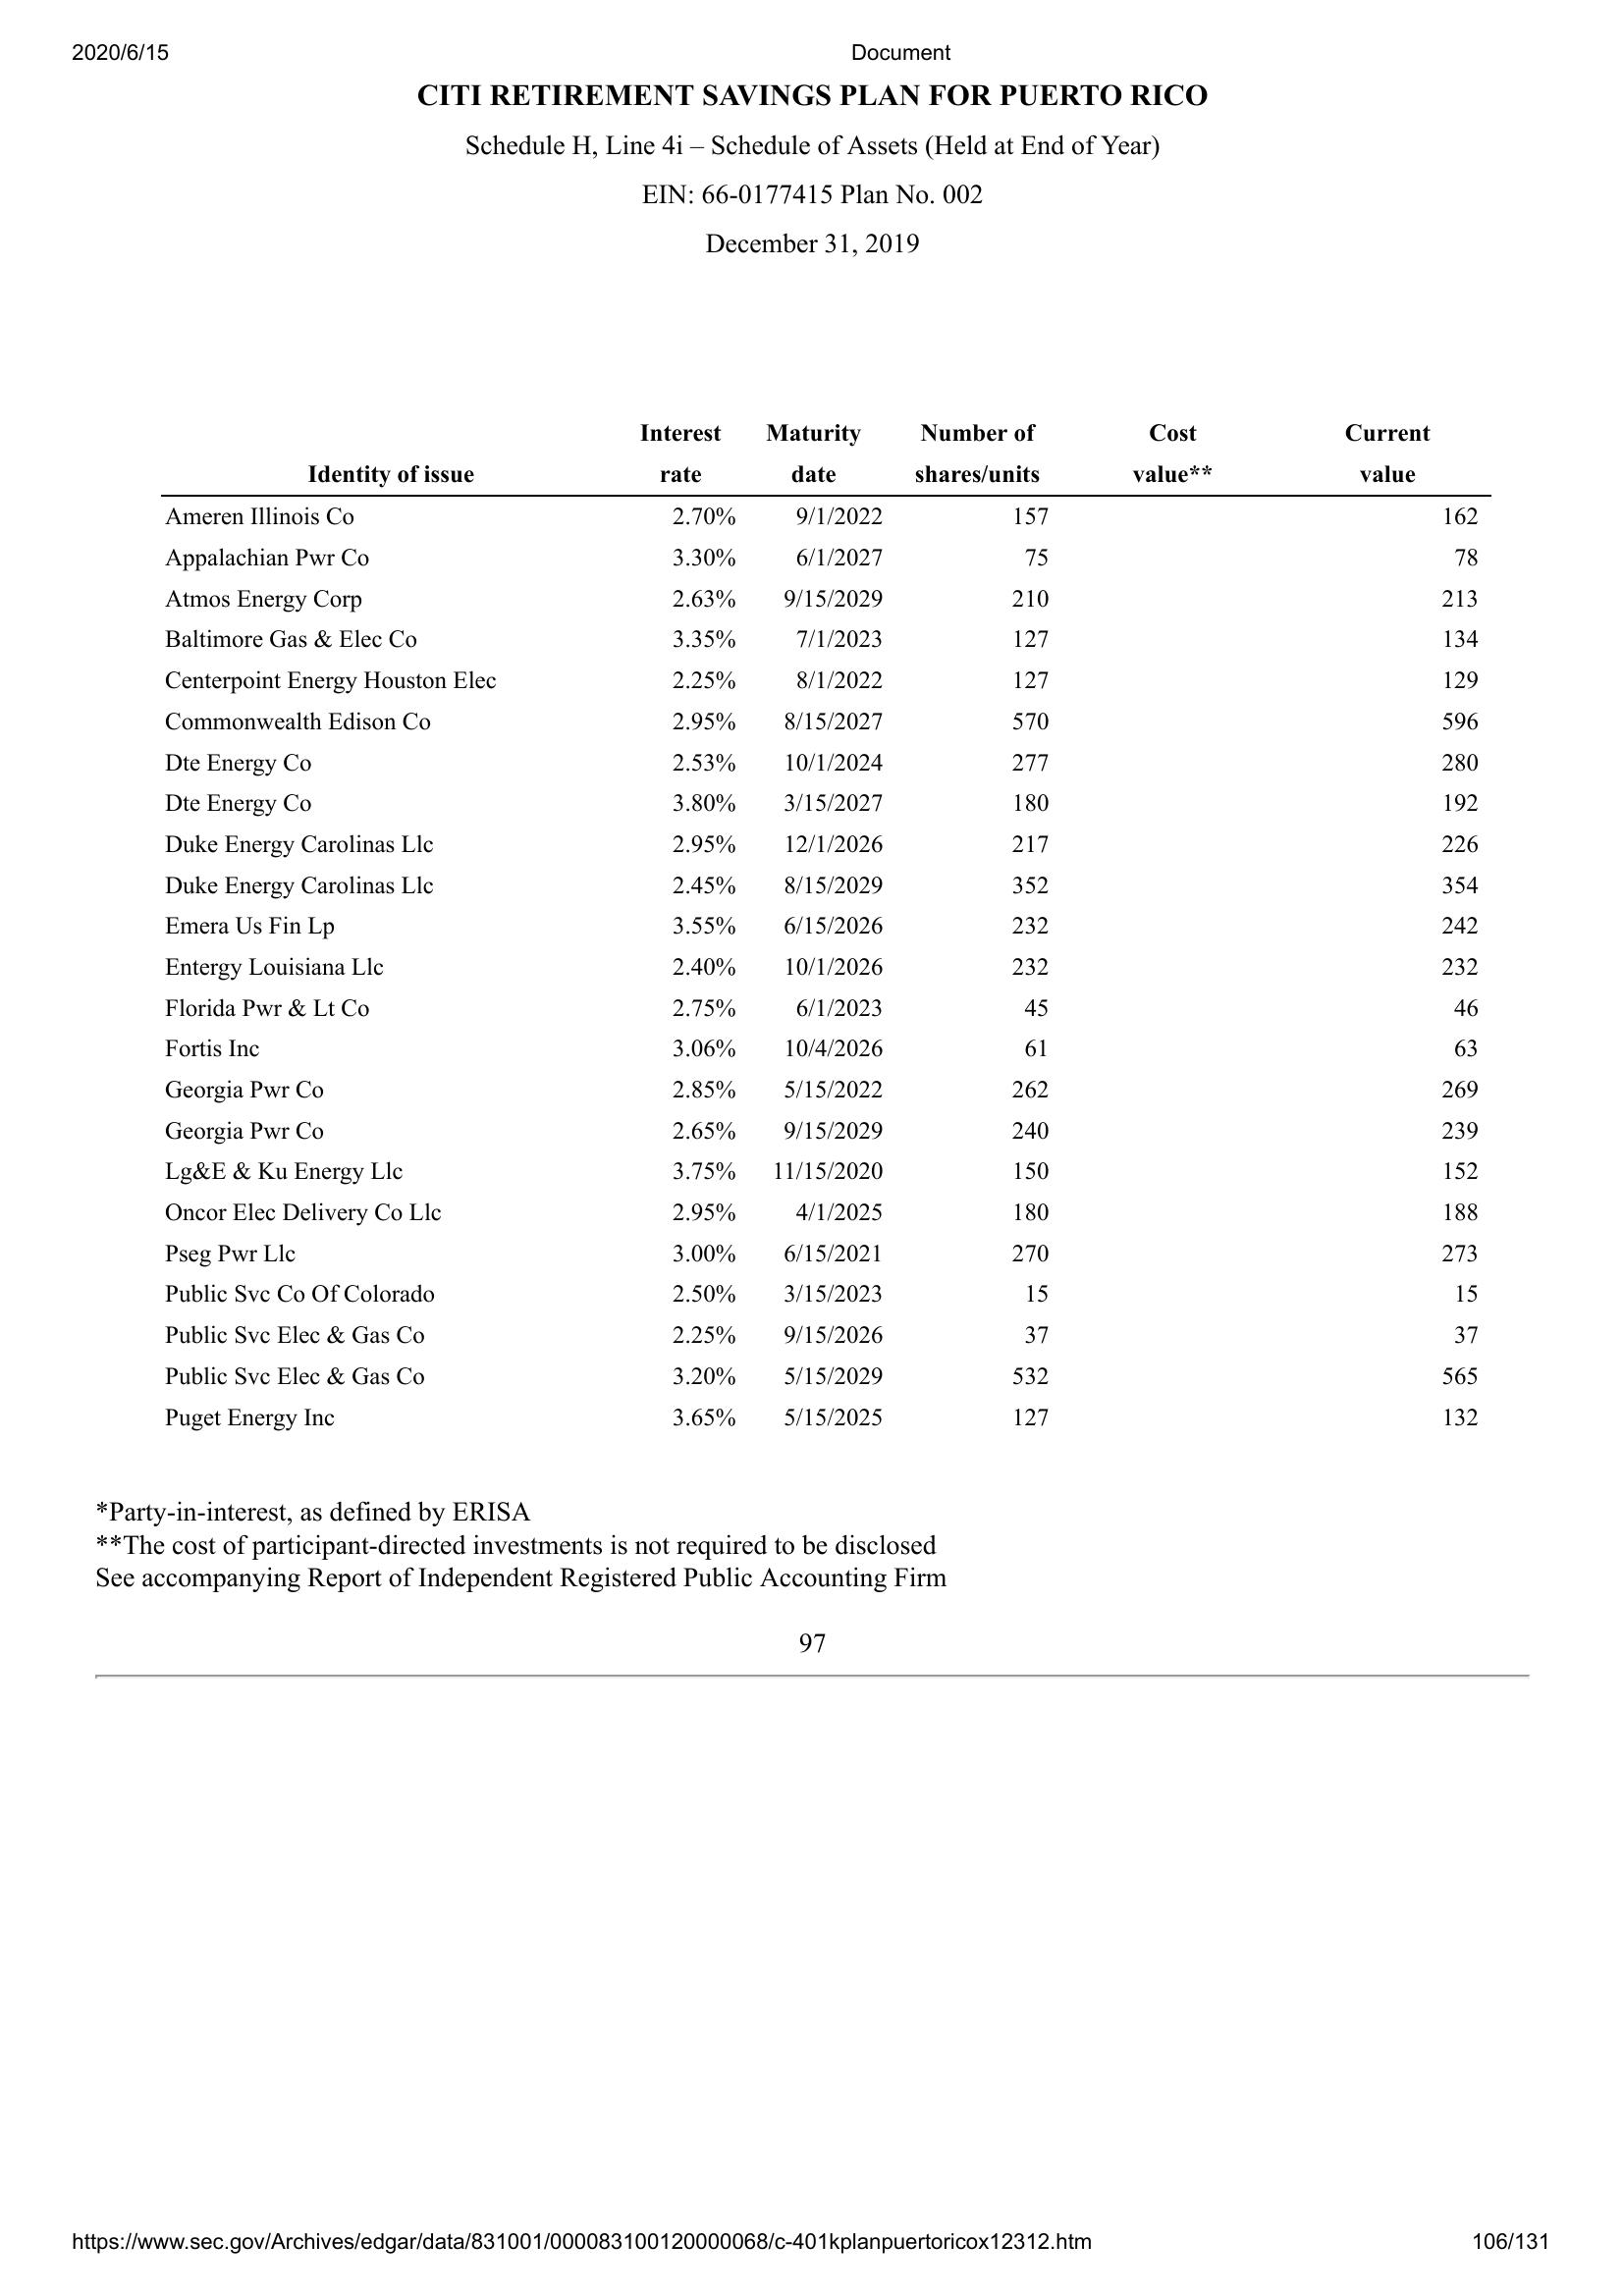 2020/6/15 Document
CITI RETIREMENT SAVINGS PLAN FOR PUERTO RICO
Schedule H, Line 4i – Schedule of Assets (Held at End of Year)
EIN: 66-0177415 Plan No. 002
December 31, 2019
Interest Maturity Number of Cost Current
Identity of issue rate date shares/units value** value
Ameren Illinois Co 2.70% 9/1/2022 157 162
Appalachian Pwr Co 3.30% 6/1/2027 75 78
Atmos Energy Corp 2.63% 9/15/2029 210 213
Baltimore Gas & Elec Co 3.35% 7/1/2023 127 134
Centerpoint Energy Houston Elec 2.25% 8/1/2022 127 129
Commonwealth Edison Co 2.95% 8/15/2027 570 596
Dte Energy Co 2.53% 10/1/2024 277 280
Dte Energy Co 3.80% 3/15/2027 180 192
Duke Energy Carolinas Llc 2.95% 12/1/2026 217 226
Duke Energy Carolinas Llc 2.45% 8/15/2029 352 354
Emera Us Fin Lp 3.55% 6/15/2026 232 242
Entergy Louisiana Llc 2.40% 10/1/2026 232 232
Florida Pwr & Lt Co 2.75% 6/1/2023 45 46
Fortis Inc 3.06% 10/4/2026 61 63
Georgia Pwr Co 2.85% 5/15/2022 262 269
Georgia Pwr Co 2.65% 9/15/2029 240 239
Lg&E & Ku Energy Llc 3.75% 11/15/2020 150 152
Oncor Elec Delivery Co Llc 2.95% 4/1/2025 180 188
Pseg Pwr Llc 3.00% 6/15/2021 270 273
Public Svc Co Of Colorado 2.50% 3/15/2023 15 15
Public Svc Elec & Gas Co 2.25% 9/15/2026 37 37
Public Svc Elec & Gas Co 3.20% 5/15/2029 532 565
Puget Energy Inc 3.65% 5/15/2025 127 132
*Party-in-interest, as defined by ERISA
**The cost of participant-directed investments is not required to be disclosed
See accompanying Report of Independent Registered Public Accounting Firm
97
https://www.sec.gov/Archives/edgar/data/831001/000083100120000068/c-401kplanpuertoricox12312.htm 106/131